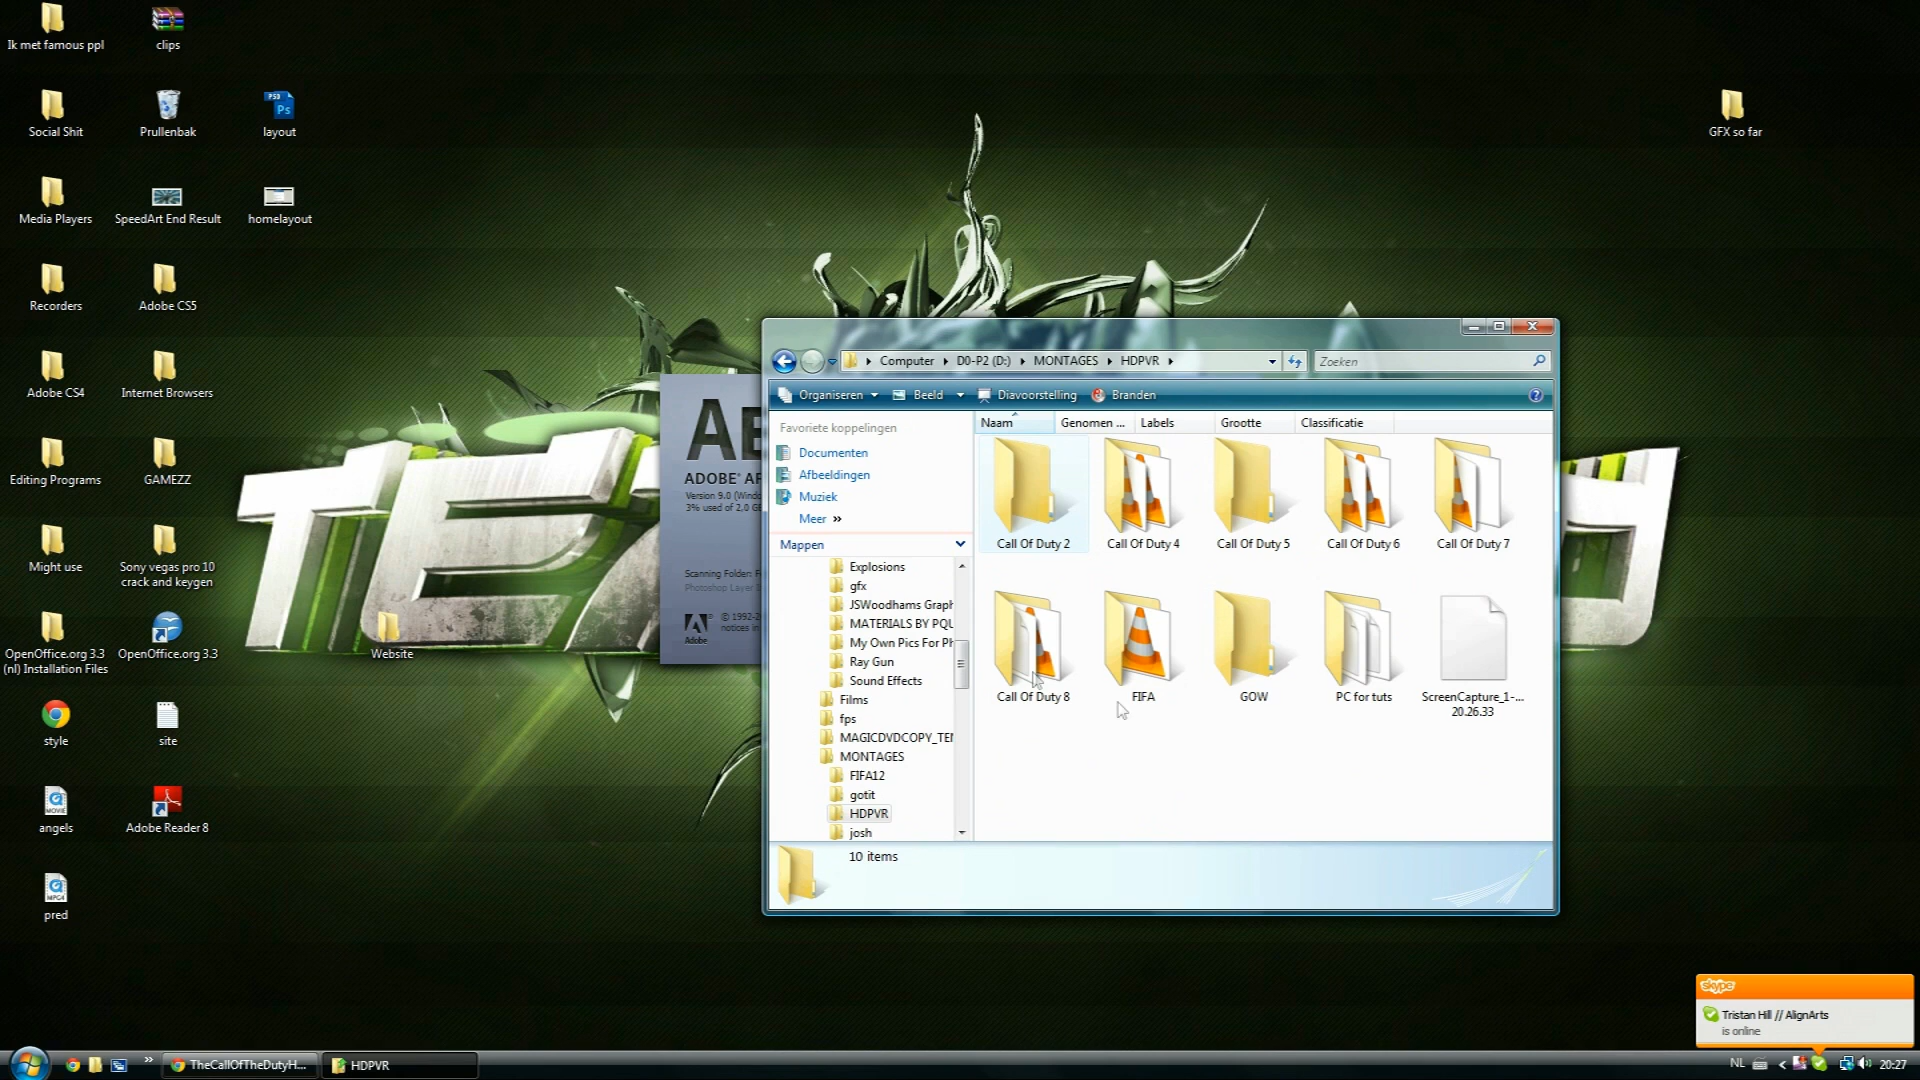 Ik met famous ppl
clips
Social Shit
Prullenbak
layout
GFX so far
Media Players
SpeedArt End Result
homelayout
Recorders
Adobe CS5
Adobe CS4
Internet Browsers
Editing Programs
GAMEZZ
Might use
Sony vegas pro 10
crack and keygen
OpenOffice.org 3.3
(nl) Installation Files
OpenOffice.org 3.3
Website
style
site
angels
Adobe Reader 8
pred
ADOBE®
Version 9.0
3% used of 2,0
Scanning Folder:
Photoshop Layer
© 1992-
notices in
Adobe
Computer
D0-P2 (D:)
MONTAGES
HDPVR
Zoeken
Organiseren
Beeld
Diavoorstelling
Branden
Favoriete koppelingen
Documenten
Afbeeldingen
Muziek
Meer »
Mappen
Explosions
gfx
JSWoodhams Graph
MATERIALS BY PQU
My Own Pics For Ph
Ray Gun
Sound Effects
Films
fps
MAGICDVDCOPY_TE
MONTAGES
FIFA12
gotit
HDPVR
josh
Naam
Genomen ...
Labels
Grootte
Classificatie
Call Of Duty 2
Call Of Duty 4
Call Of Duty 5
Call Of Duty 6
Call Of Duty 7
Call Of Duty 8
FIFA
GOW
PC for tuts
ScreenCapture_1-...
20.26.33
10 items
skype
Tristan Hill // AlignArts
is online
TheCallOfTheDutyH...
HDPVR
NL
20:27